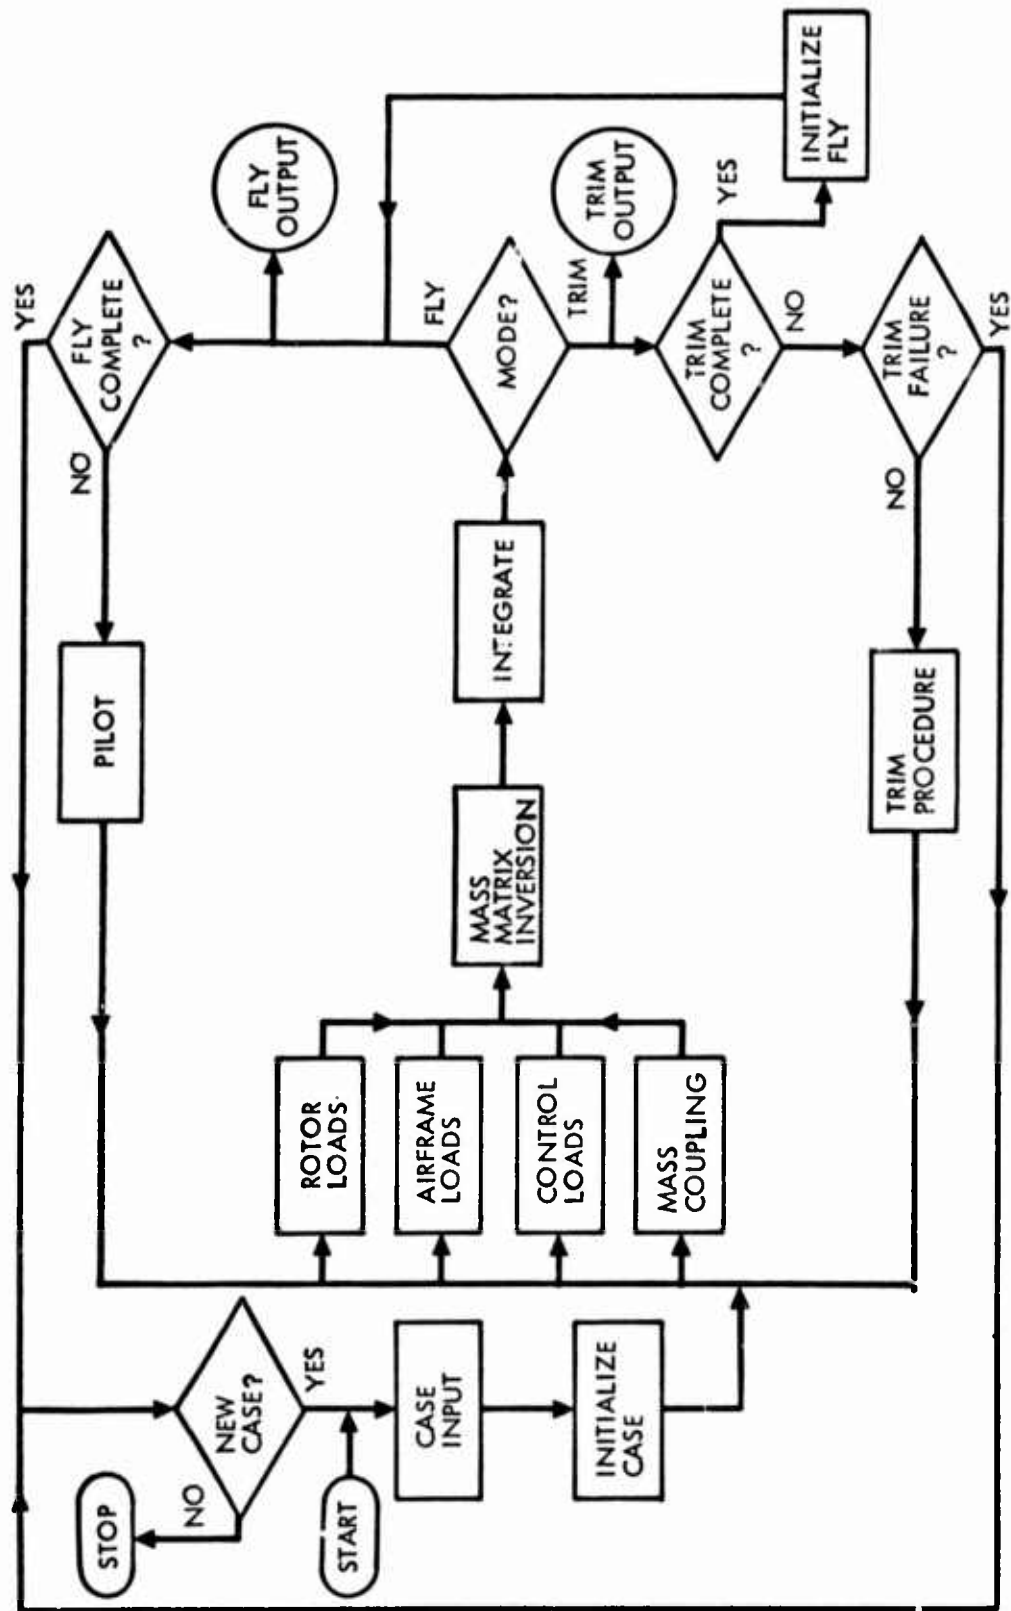 STOP
NO
NEW
CASE?
YES
START
CASE
INPUT
INITIALIZE
CASE
ROTOR
LOADS
AIRFRAME
LOADS
CONTROL
LOADS
MASS
COUPLING
MASS
MATRIX
INVERSION
INTEGRATE
MODE?
FLY
TRIM
FLY
OUTPUT
TRIM
OUTPUT
FLY
COMPLETE
?
YES
NO
PILOT
TRIM
COMPLETE
?
YES
NO
INITIALIZE
FLY
TRIM
FAILURE
?
YES
NO
TRIM
PROCEDURE